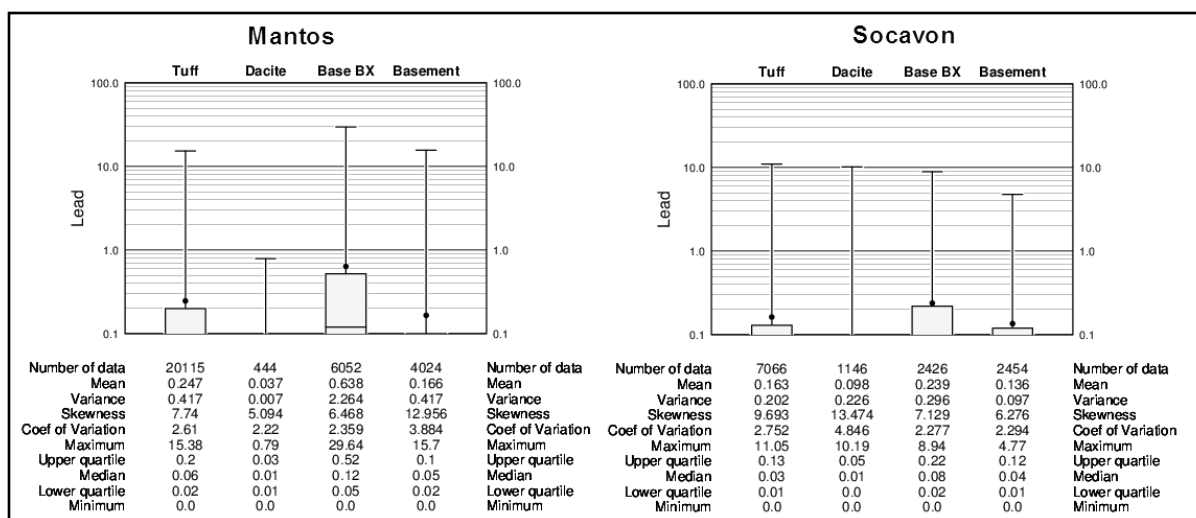 Mantos
Tuff Dacite Base BX Basement
100.0 100.0
10.0 10.0
Lead
1.0 1.0
0.1 0.1
Number of data 20115 444 6052 4024 Number of data
Mean 0.247 0.037 0.638 0.166 Mean
Variance 0.417 0.007 2.264 0.417 Variance
Skewness 7.74 5.094 6.468 12.956 Skewness
Coef of Variation 2.61 2.22 2.359 3.884 Coef of Variation
Maximum 15.38 0.79 29.64 15.7 Maximum
Upper quartile 0.2 0.03 0.52 0.1 Upper quartile
Median 0.06 0.01 0.12 0.05 Median
Lower quartile 0.02 0.01 0.05 0.02 Lower quartile
Minimum 0.0 0.0 0.0 0.0 Minimum
Socavon
Tuff Dacite Base BX Basement
100.0 100.0
10.0 10.0
Lead
1.0 1.0
0.1 0.1
Number of data 7066 1146 2426 2454 Number of data
Mean 0.163 0.098 0.239 0.136 Mean
Variance 0.202 0.226 0.296 0.097 Variance
Skewness 9.693 13.474 7.129 6.276 Skewness
Coef of Variation 2.752 4.846 2.277 2.294 Coef of Variation
Maximum 11.05 10.19 8.94 4.77 Maximum
Upper quartile 0.13 0.05 0.22 0.12 Upper quartile
Median 0.03 0.01 0.08 0.04 Median
Lower quartile 0.01 0.0 0.02 0.01 Lower quartile
Minimum 0.0 0.0 0.0 0.0 Minimum